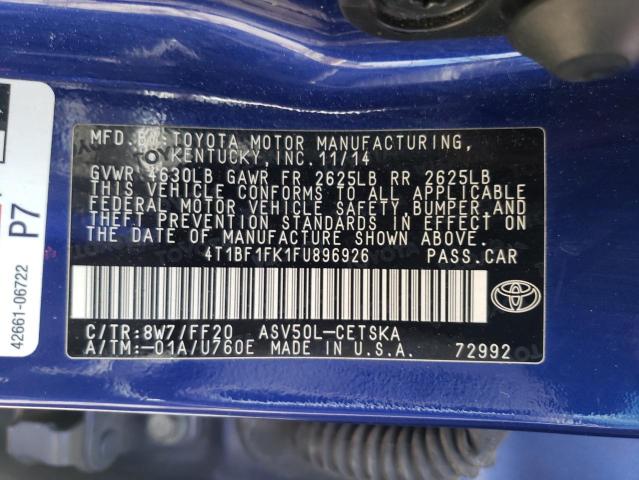 MFD. BY: TOYOTA MOTOR MANUFACTURING,
KENTUCKY, INC. 11/14
GVWR 4630LB GAWR FR 2625LB RR 2625LB
THIS VEHICLE CONFORMS TO ALL APPLICABLE
FEDERAL MOTOR VEHICLE SAFETY, BUMPER AND
THEFT PREVENTION STANDARDS IN EFFECT ON
THE DATE OF MANUFACTURE SHOWN ABOVE.
4T1BF1FK1FU896926 PASS.CAR
C/TR:8W7/FF20 ASV50L-CETSKA
A/TM:-01A/U760E MADE IN U.S.A. 72992
TOYOTA
P7
42661-06722